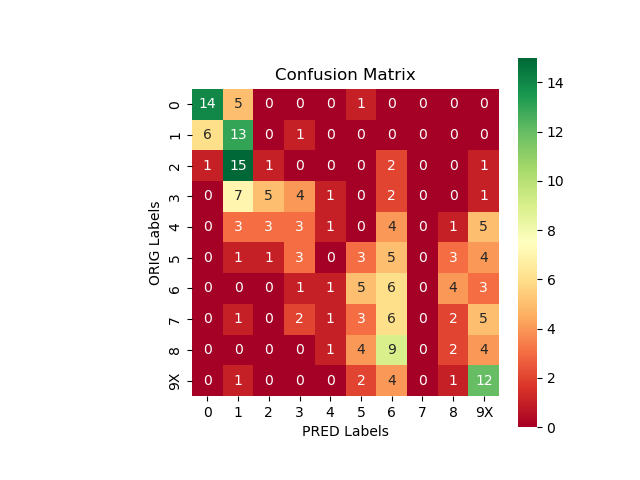 Confusion Matrix
0 14 5 0 0 0 1 0 0 0 0
1 6 13 0 1 0 0 0 0 0 0
2 1 15 1 0 0 0 2 0 0 1
3 0 7 5 4 1 0 2 0 0 1
4 0 3 3 3 1 0 4 0 1 5
5 0 1 1 3 0 3 5 0 3 4
6 0 0 0 1 1 5 6 0 4 3
7 0 1 0 2 1 3 6 0 2 5
8 0 0 0 0 1 4 9 0 2 4
9X 0 1 0 0 0 2 4 0 1 12
0 1 2 3 4 5 6 7 8 9X
PRED Labels
ORIG Labels
14
12
10
8
6
4
2
0